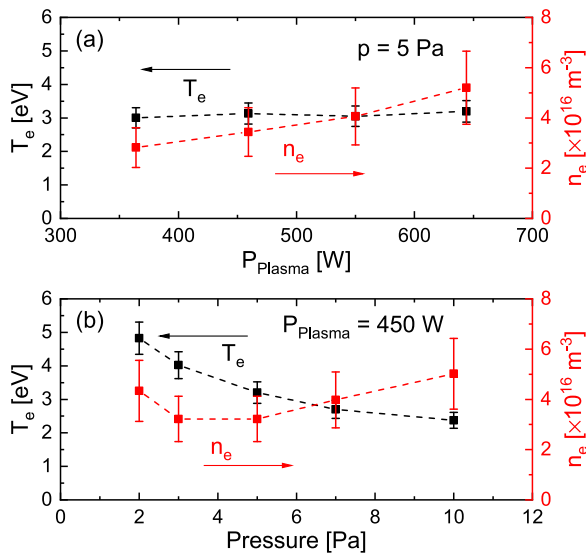 (a)
p = 5 Pa
T_e
n_e
6
5
4
3
2
1
0
8
6
4
2
0
T_e [eV]
n_e [×10^16 m^-3]
300 400 500 600 700
P_Plasma [W]
(b)
P_Plasma = 450 W
T_e
n_e
6
5
4
3
2
1
0
8
6
4
2
0
T_e [eV]
n_e [×10^16 m^-3]
0 2 4 6 8 10 12
Pressure [Pa]